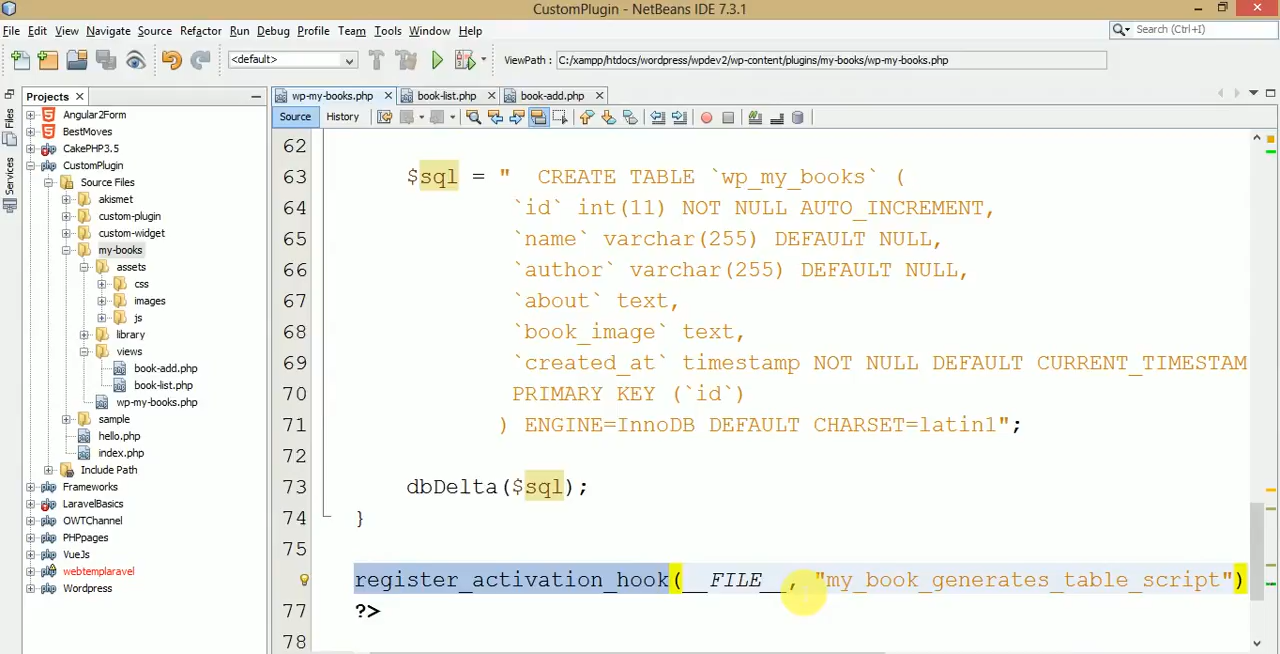 CustomPlugin - NetBeans IDE 7.3.1
File Edit View Navigate Source Refactor Run Debug Profile Team Tools Window Help
Search (Ctrl+I)
<default>
ViewPath : C:/xampp/htdocs/wordpress/wpdev2/wp-content/plugins/my-books/wp-my-books.php
Files
Services
Projects
Angular2Form
BestMoves
CakePHP3.5
CustomPlugin
Source Files
akismet
custom-plugin
custom-widget
my-books
assets
css
images
js
library
views
book-add.php
book-list.php
wp-my-books.php
sample
hello.php
index.php
Include Path
Frameworks
LaravelBasics
OWTChannel
PHPpages
VueJs
webtemplaravel
Wordpress
wp-my-books.php book-list.php book-add.php
Source History
62
63 $sql = " CREATE TABLE `wp_my_books` (
64 `id` int(11) NOT NULL AUTO_INCREMENT,
65 `name` varchar(255) DEFAULT NULL,
66 `author` varchar(255) DEFAULT NULL,
67 `about` text,
68 `book_image` text,
69 `created_at` timestamp NOT NULL DEFAULT CURRENT_TIMESTAM
70 PRIMARY KEY (`id`)
71 ) ENGINE=InnoDB DEFAULT CHARSET=latin1";
72
73 dbDelta($sql);
74 }
75
register_activation_hook(__FILE__, "my_book_generates_table_script")
77 ?>
78